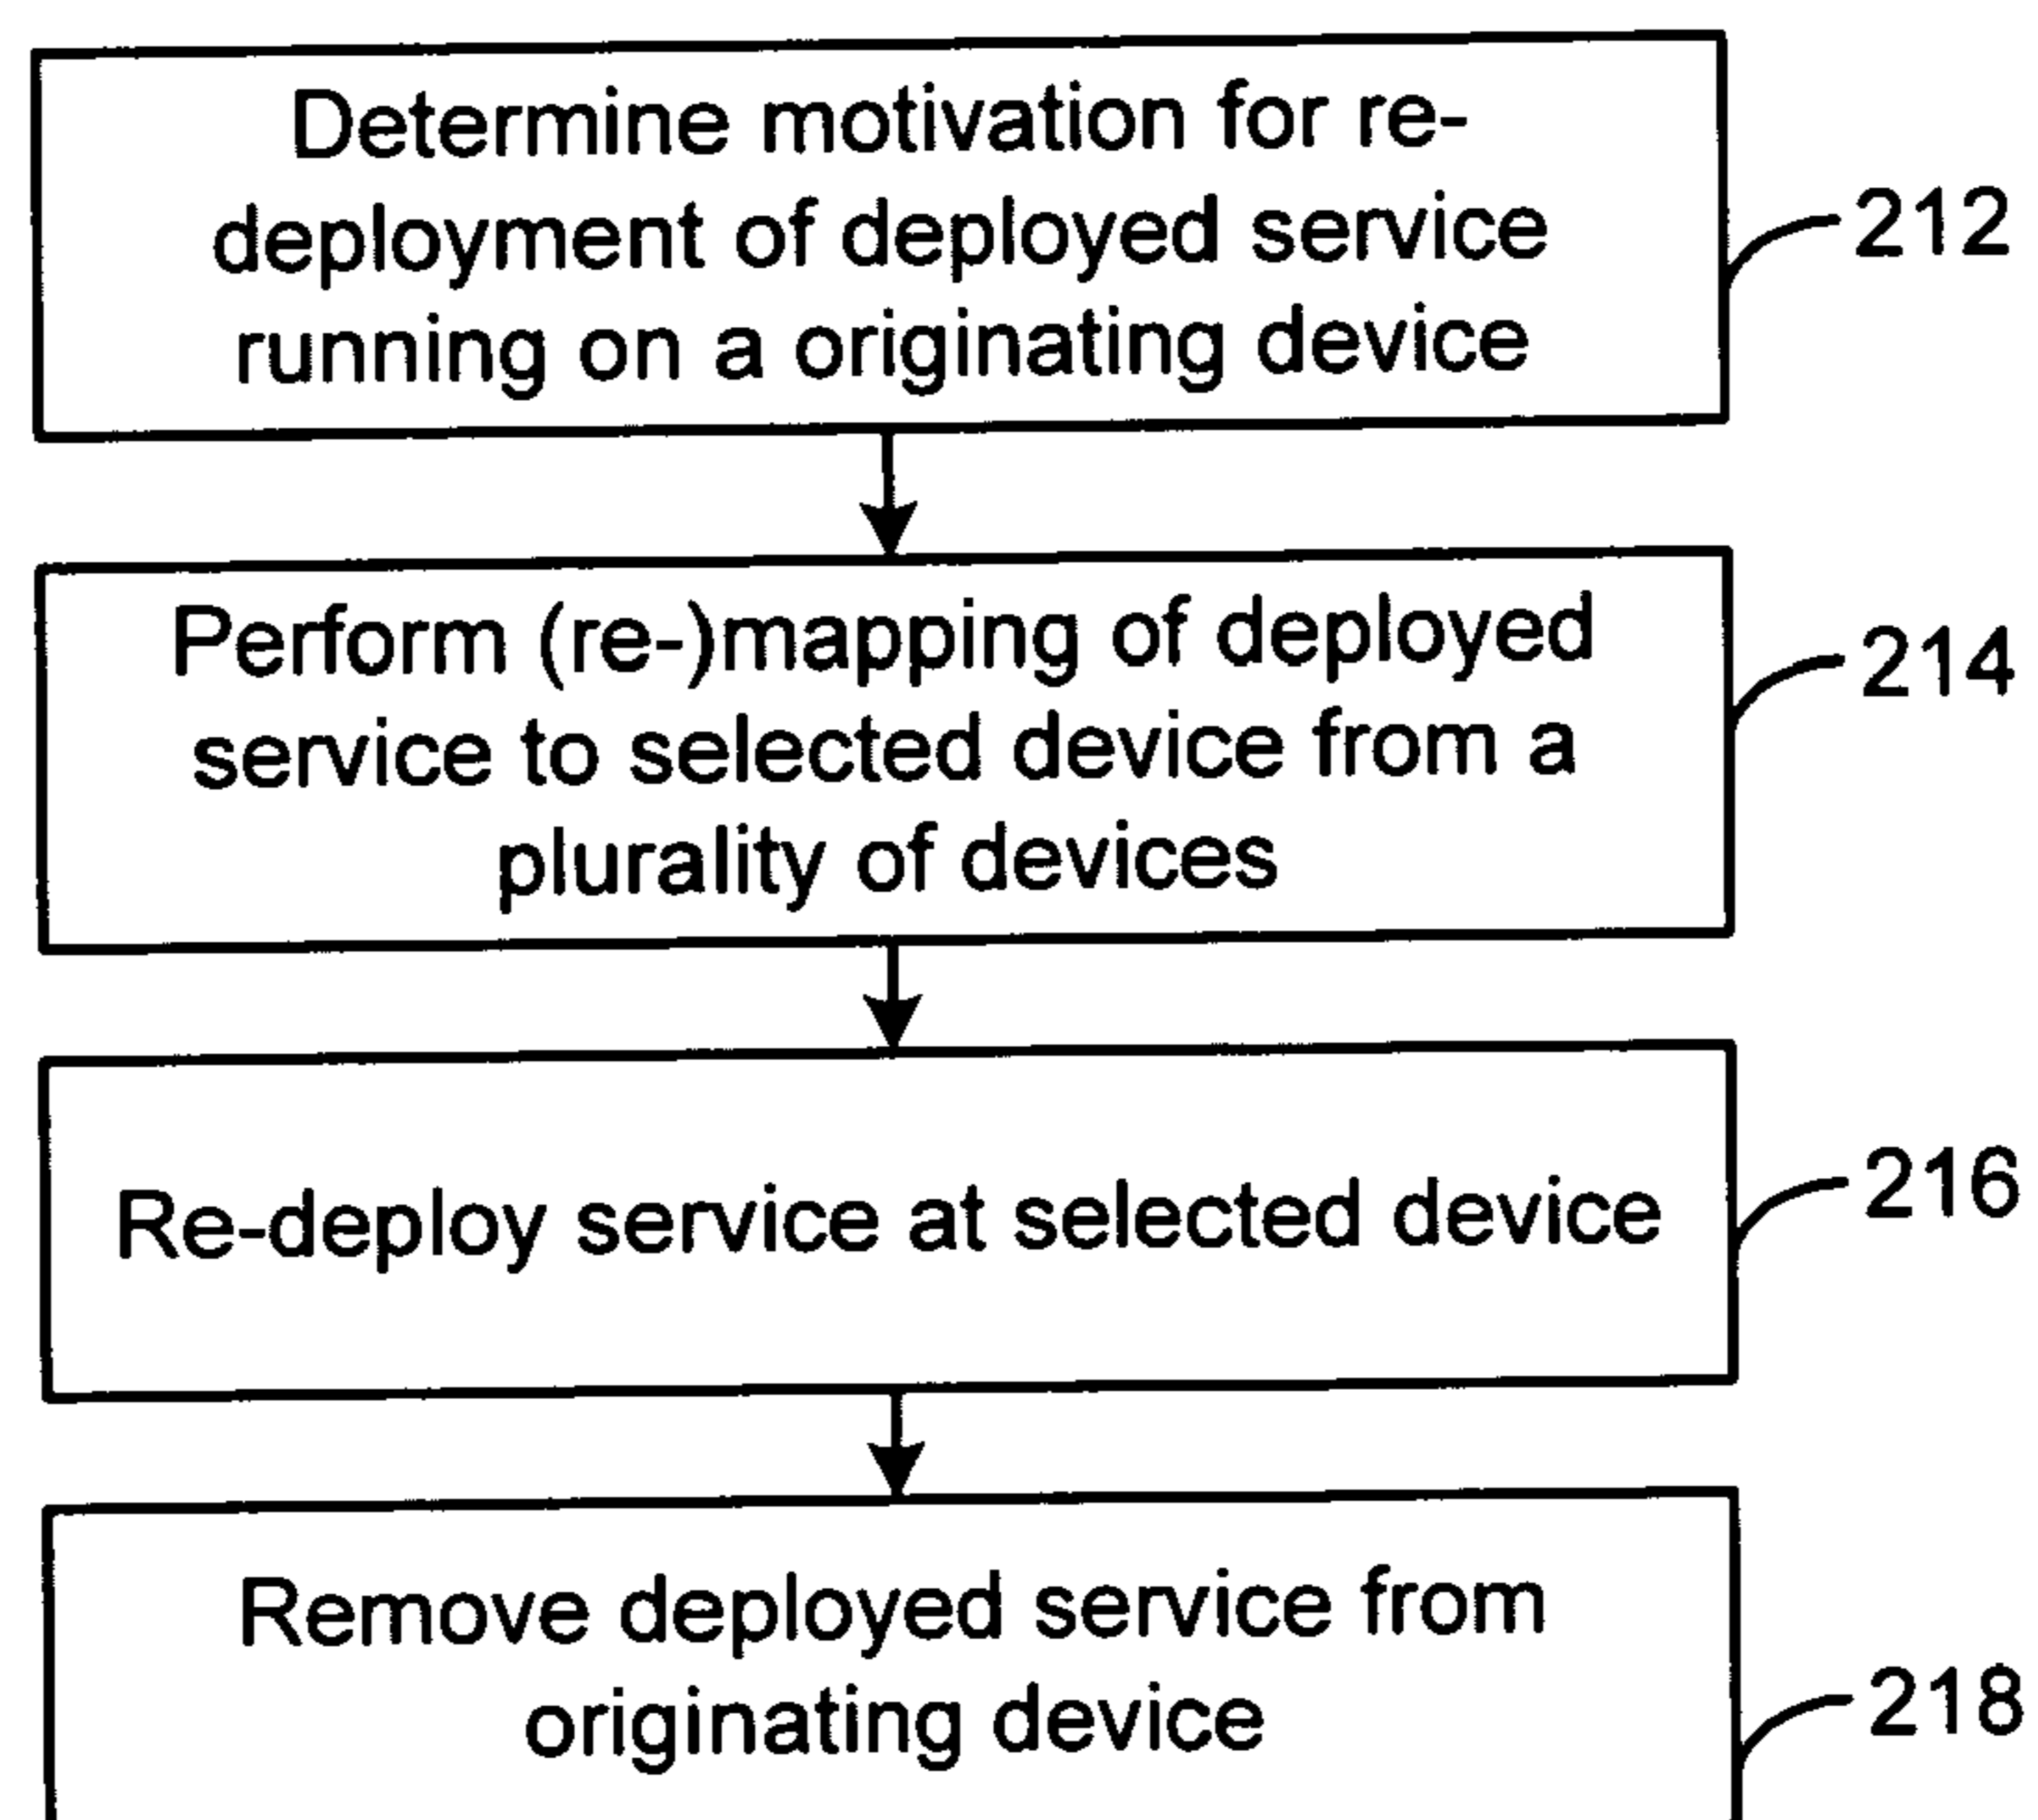 Determine motivation for re-
deployment of deployed service
running on a originating device
212
Perform (re-)mapping of deployed
service to selected device from a
plurality of devices
214
Re-deploy service at selected device
216
Remove deployed service from
originating device
218